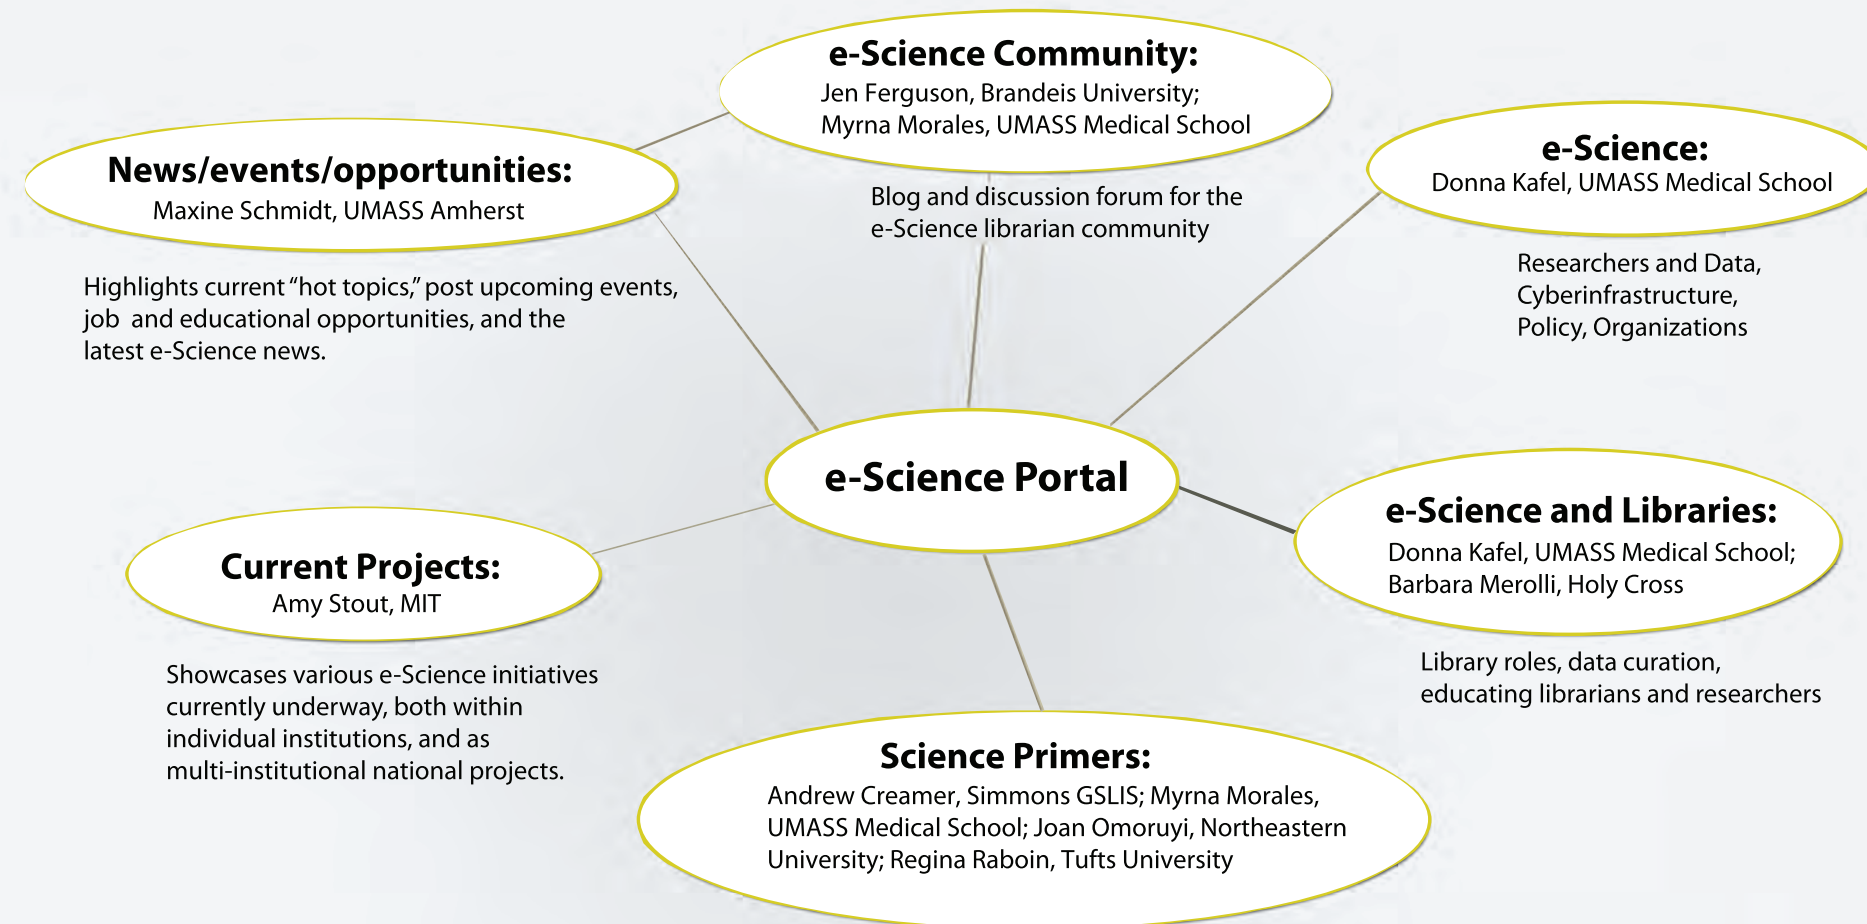 e-Science Community:
Jen Ferguson, Brandeis University;
Myrna Morales, UMASS Medical School
Blog and discussion forum for the
e-Science librarian community
News/events/opportunities:
Maxine Schmidt, UMASS Amherst
Highlights current “hot topics,” post upcoming events,
job and educational opportunities, and the
latest e-Science news.
e-Science:
Donna Kafel, UMASS Medical School
Researchers and Data,
Cyberinfrastructure,
Policy, Organizations
e-Science Portal
e-Science and Libraries:
Donna Kafel, UMASS Medical School;
Barbara Merolli, Holy Cross
Library roles, data curation,
educating librarians and researchers
Current Projects:
Amy Stout, MIT
Showcases various e-Science initiatives
currently underway, both within
individual institutions, and as
multi-institutional national projects.
Science Primers:
Andrew Creamer, Simmons GSLIS; Myrna Morales,
UMASS Medical School; Joan Omoruyi, Northeastern
University; Regina Raboin, Tufts University